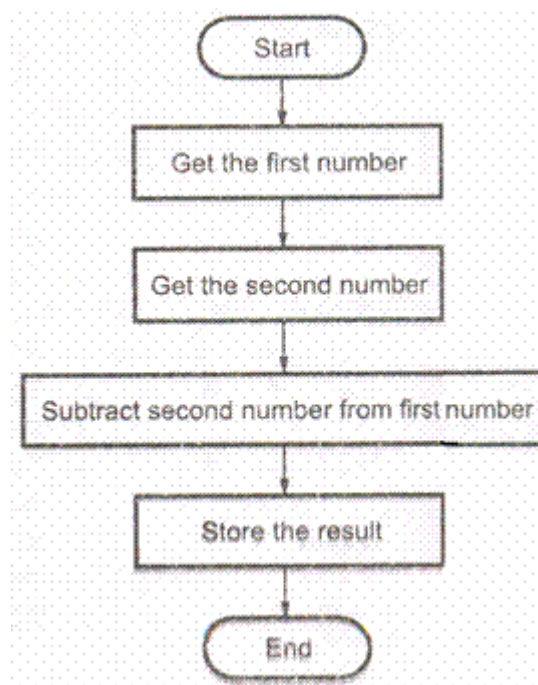 Start
Get the first number
Get the second number
Subtract second number from first number
Store the result
End